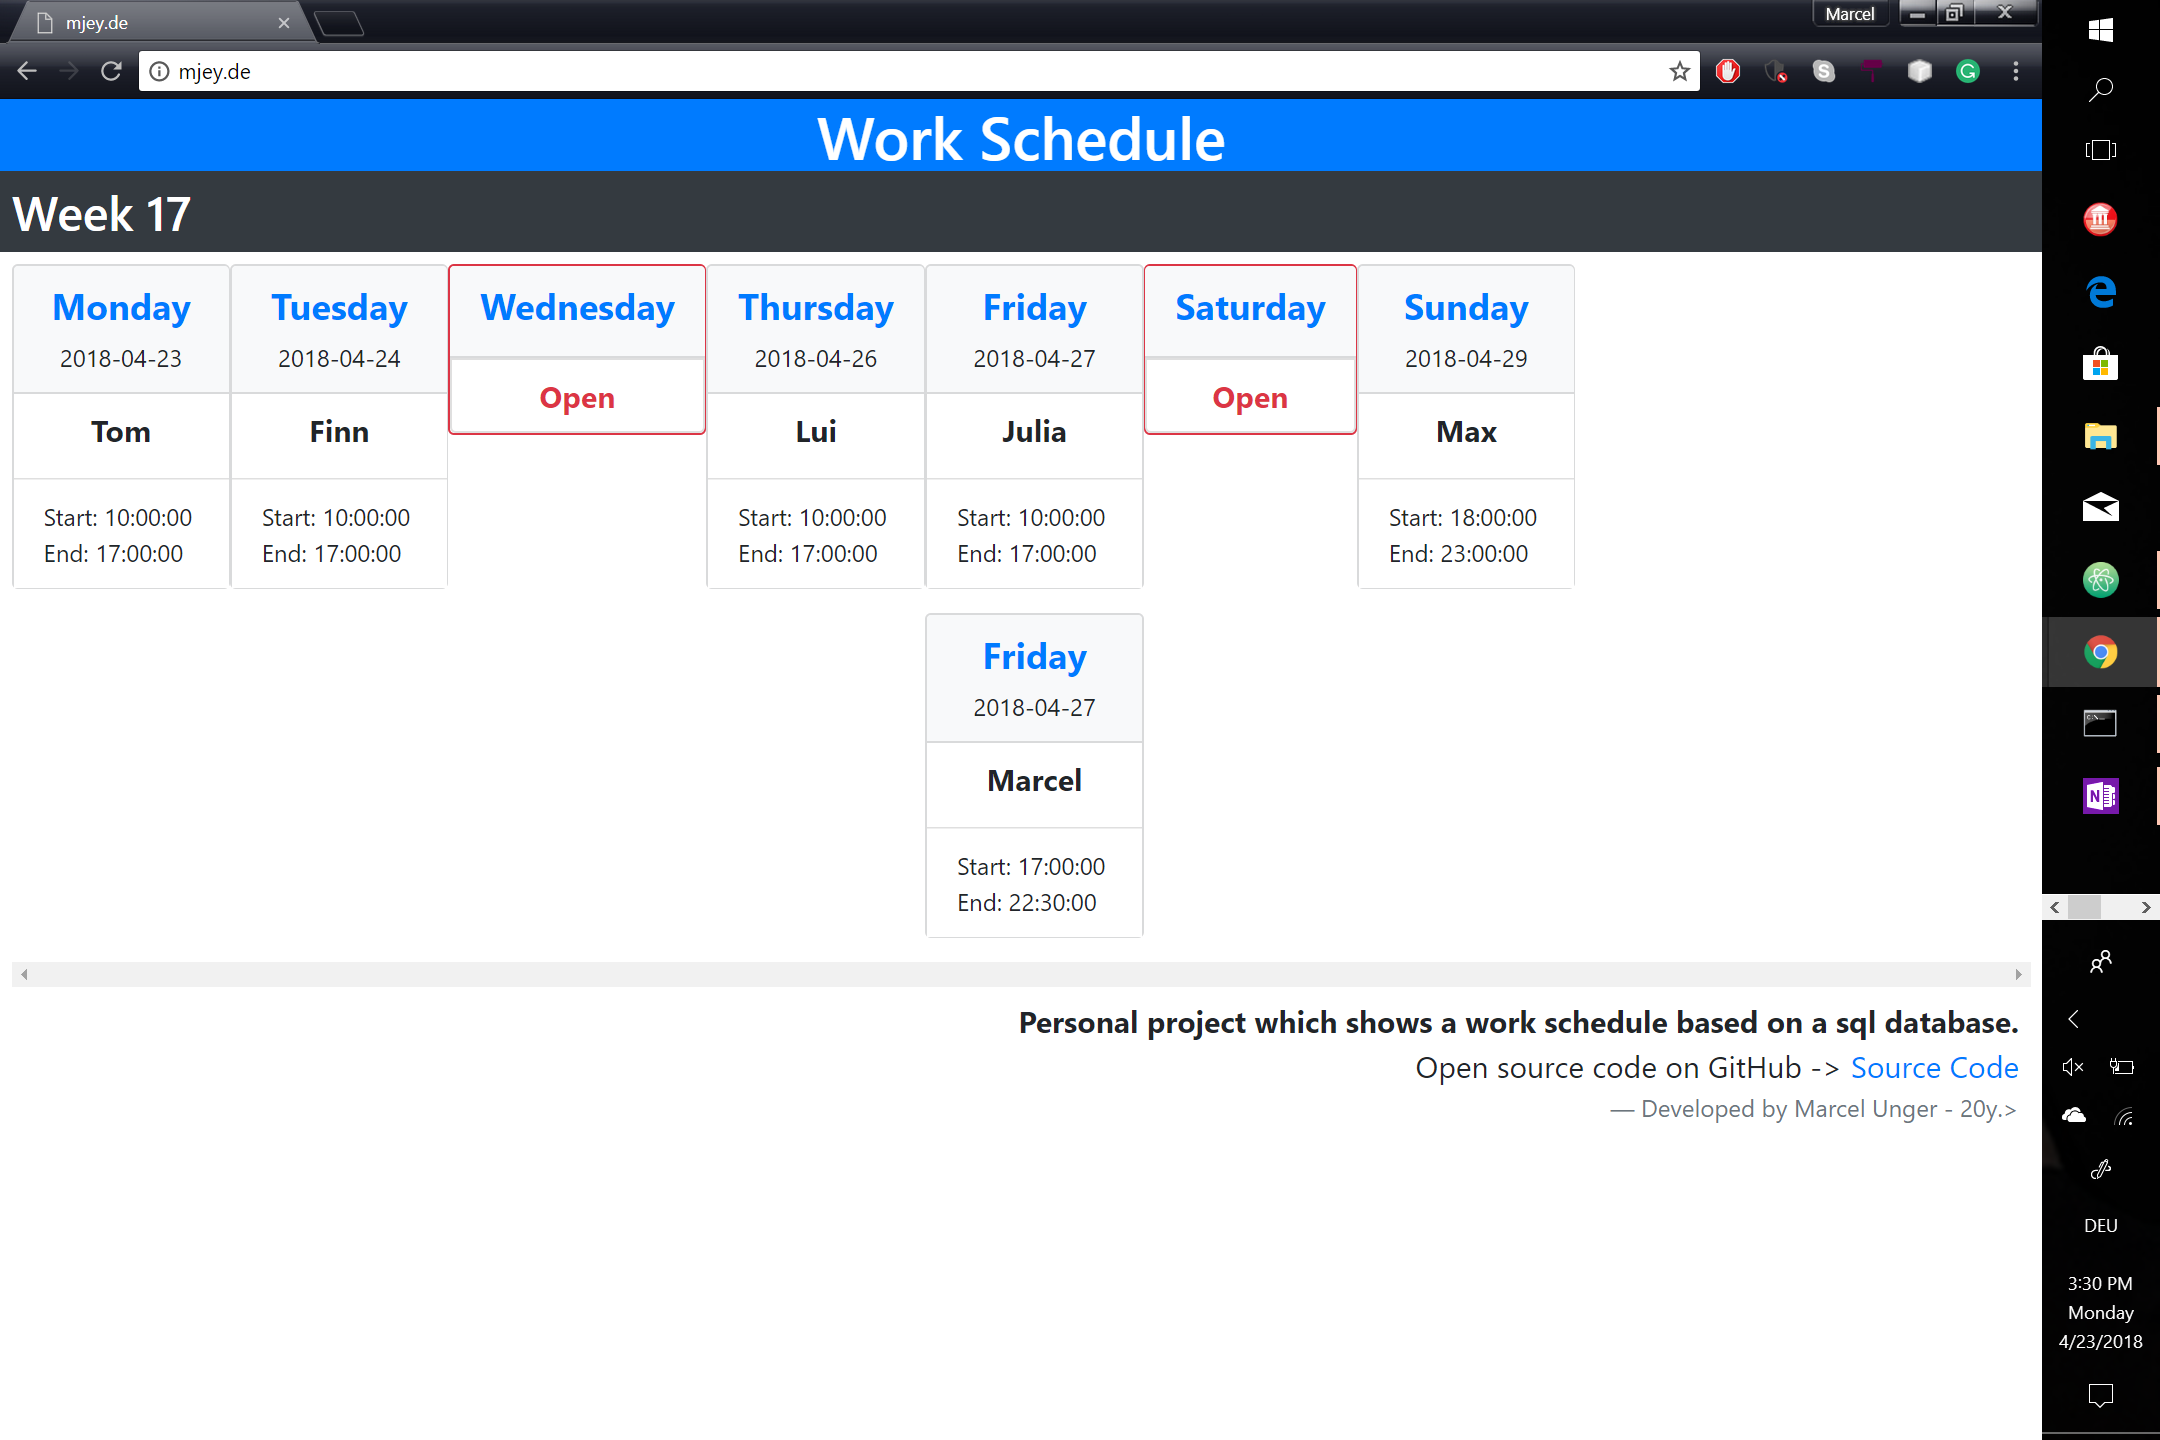 mjey.de
Marcel
mjey.de
Work Schedule
Week 17
Monday
2018-04-23
Tom
Start: 10:00:00
End: 17:00:00
Tuesday
2018-04-24
Finn
Start: 10:00:00
End: 17:00:00
Wednesday
Open
Thursday
2018-04-26
Lui
Start: 10:00:00
End: 17:00:00
Friday
2018-04-27
Julia
Start: 10:00:00
End: 17:00:00
Friday
2018-04-27
Marcel
Start: 17:00:00
End: 22:30:00
Saturday
Open
Sunday
2018-04-29
Max
Start: 18:00:00
End: 23:00:00
Personal project which shows a work schedule based on a sql database.
Open source code on GitHub -> Source Code
— Developed by Marcel Unger - 20y.>
DEU
3:30 PM
Monday
4/23/2018